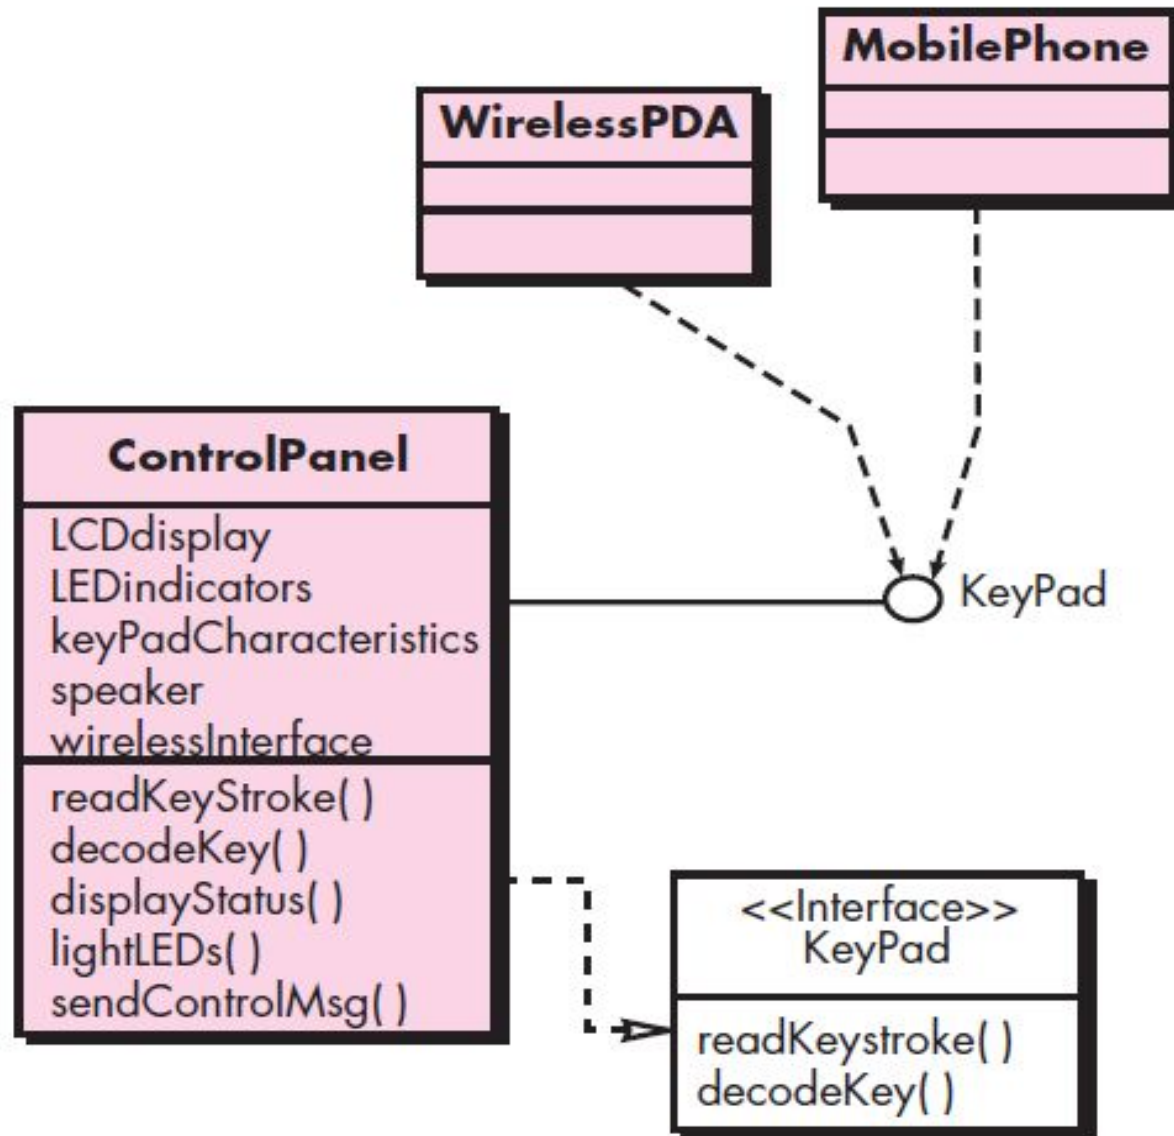 MobilePhone
WirelessPDA
ControlPanel
LCDdisplay
LEDindicators
keyPadCharacteristics
speaker
wirelessInterface
readKeyStroke( )
decodeKey( )
displayStatus( )
lightLEDs( )
sendControlMsg( )
KeyPad
<<Interface>>
KeyPad
readKeystroke( )
decodeKey( )